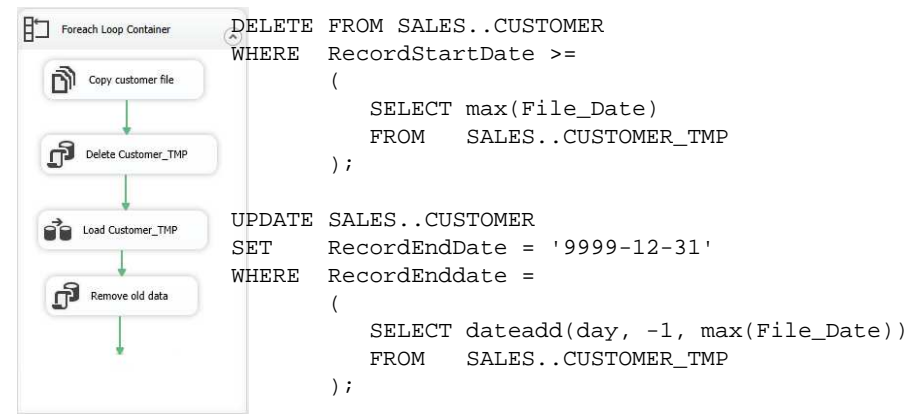 Foreach Loop Container
Copy customer file
Delete Customer_TMP
Load Customer_TMP
Remove old data
DELETE FROM SALES..CUSTOMER
WHERE  RecordStartDate >=
       (
          SELECT max(File_Date)
          FROM   SALES..CUSTOMER_TMP
       );
UPDATE SALES..CUSTOMER
SET    RecordEndDate = '9999-12-31'
WHERE  RecordEnddate =
       (
          SELECT dateadd(day, -1, max(File_Date))
          FROM   SALES..CUSTOMER_TMP
       );